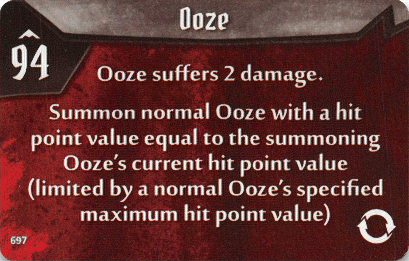 Ooze
94
Ooze suffers 2 damage.
Summon normal Ooze with a hit
point value equal to the summoning
Ooze's current hit point value
(limited by a normal Ooze's specified
maximum hit point value)
697